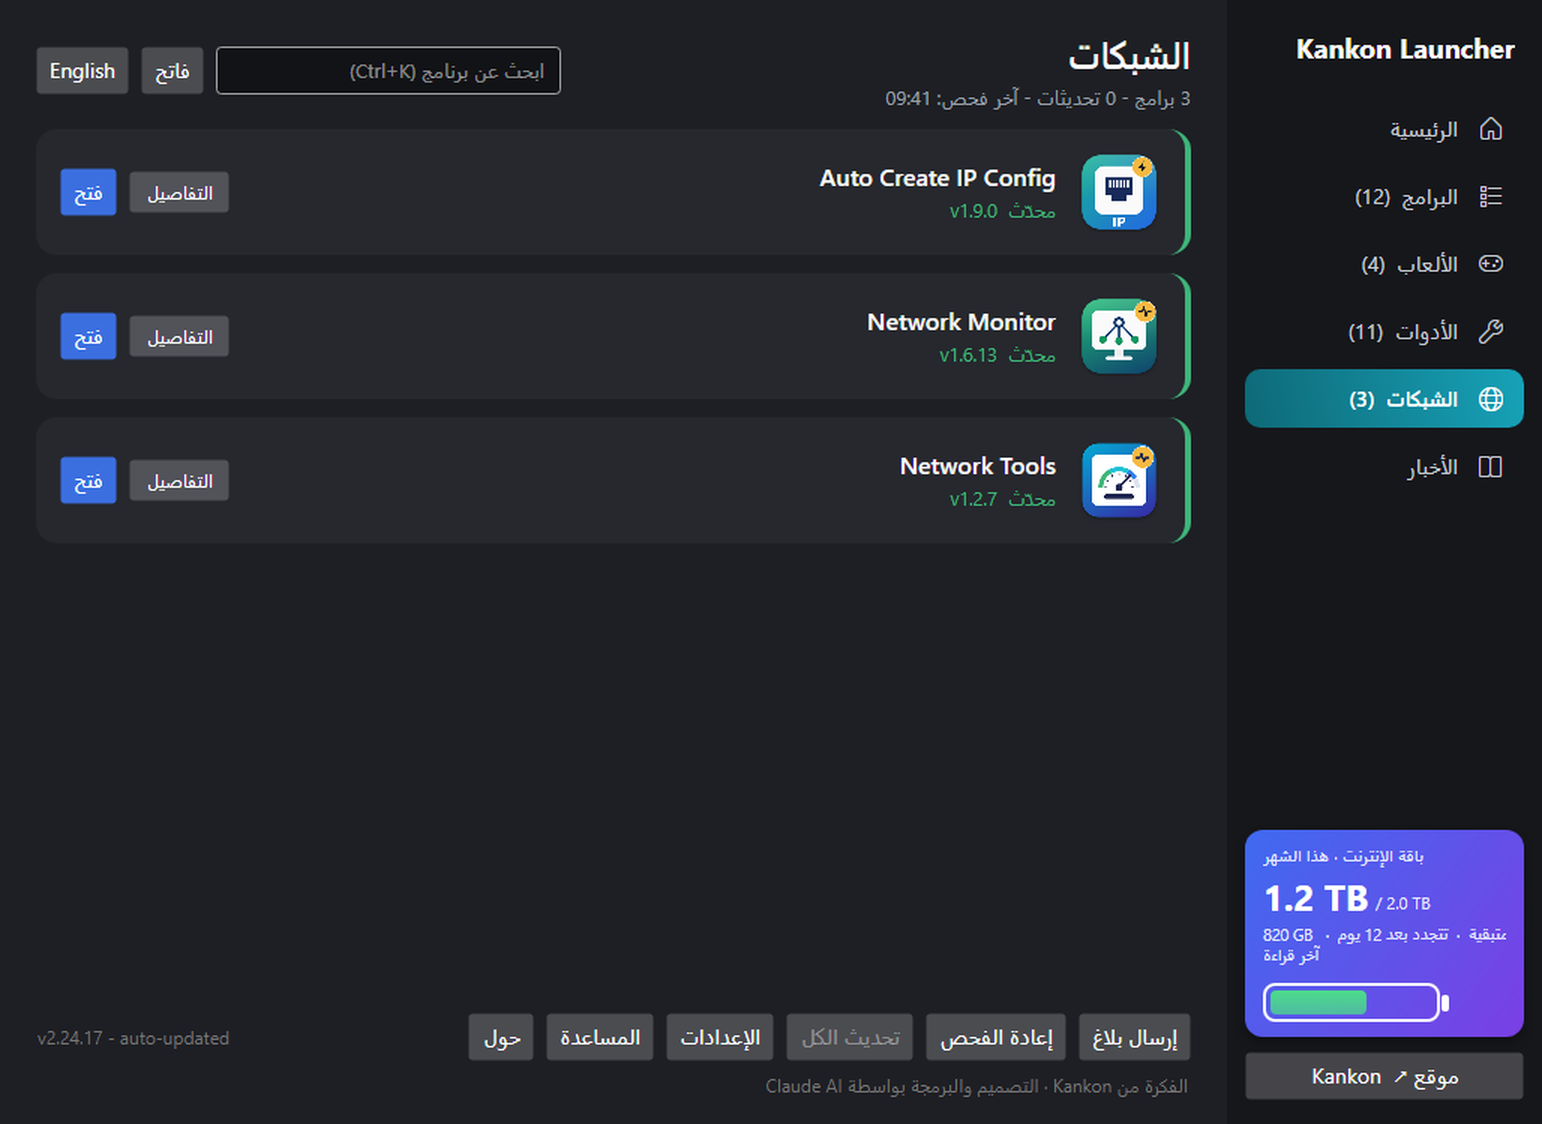 Kankon Launcher
الرئيسية
البرامج (12)
الألعاب (4)
الأدوات (11)
الشبكات (3)
الأخبار
باقة الإنترنت · هذا الشهر
1.2 TB / 2.0 TB
820 GB متبقية · تتجدد بعد 12 يوم ·
آخر قراءة
موقع Kankon ↗
الشبكات
3 برامج - 0 تحديثات - آخر فحص: 09:41
ابحث عن برنامج (Ctrl+K)
فاتح
English
Auto Create IP Config
محدّث v1.9.0
IP
التفاصيل
فتح
Network Monitor
محدّث v1.6.13
التفاصيل
فتح
Network Tools
محدّث v1.2.7
التفاصيل
فتح
إرسال بلاغ
إعادة الفحص
تحديث الكل
الإعدادات
المساعدة
حول
v2.24.17 - auto-updated
الفكرة من Kankon · التصميم والبرمجة بواسطة Claude AI